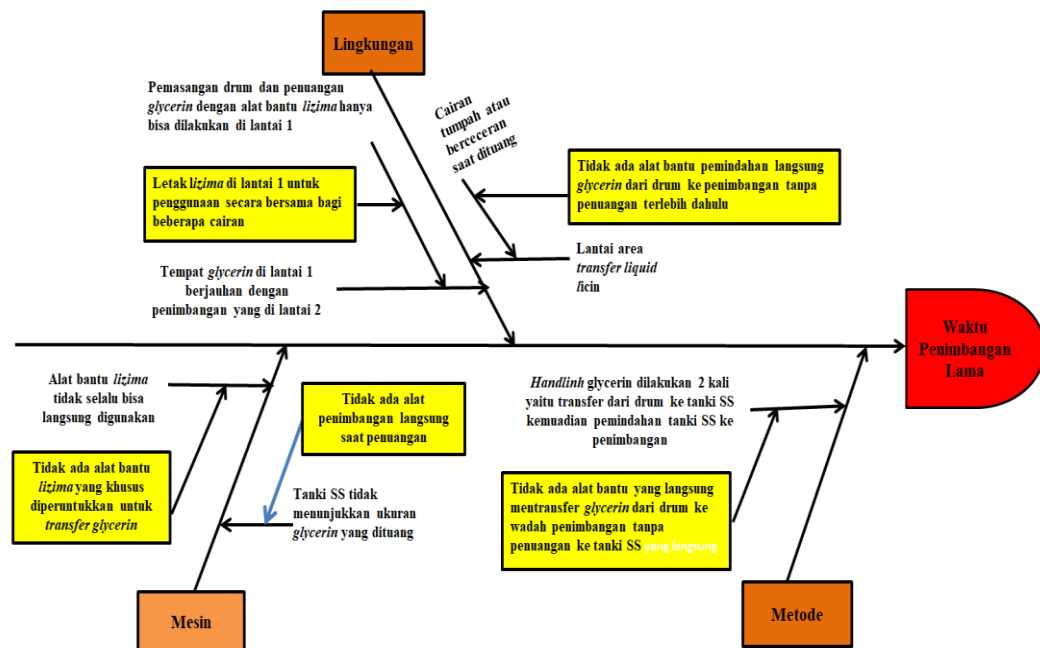 Lingkungan
Pemasangan drum dan penuangan
glycerin dengan alat bantu lizima hanya
bisa dilakukan di lantai 1
Cairan
tumpah atau
berceceran
saat dituang
Letak lizima di lantai 1 untuk
penggunaan secara bersama bagi
beberapa cairan
Tidak ada alat bantu pemindahan langsung
glycerin dari drum ke penimbangan tanpa
penuangan terlebih dahulu
Tempat glycerin di lantai 1
berjauhan dengan
penimbangan yang di lantai 2
Lantai area
transfer liquid
licin
Waktu
Penimbangan
Lama
Alat bantu lizima
tidak selalu bisa
langsung digunakan
Tidak ada alat
penimbangan langsung
saat penuangan
Handlinh glycerin dilakukan 2 kali
yaitu transfer dari drum ke tanki SS
kemuadian pemindahan tanki SS ke
penimbangan
Tidak ada alat bantu
lizima yang khusus
diperuntukkan untuk
transfer glycerin
Tanki SS tidak
menunjukkan ukuran
glycerin yang dituang
Tidak ada alat bantu yang langsung
mentransfer glycerin dari drum ke
wadah penimbangan tanpa
penuangan ke tanki SS yang langsung
Mesin
Metode